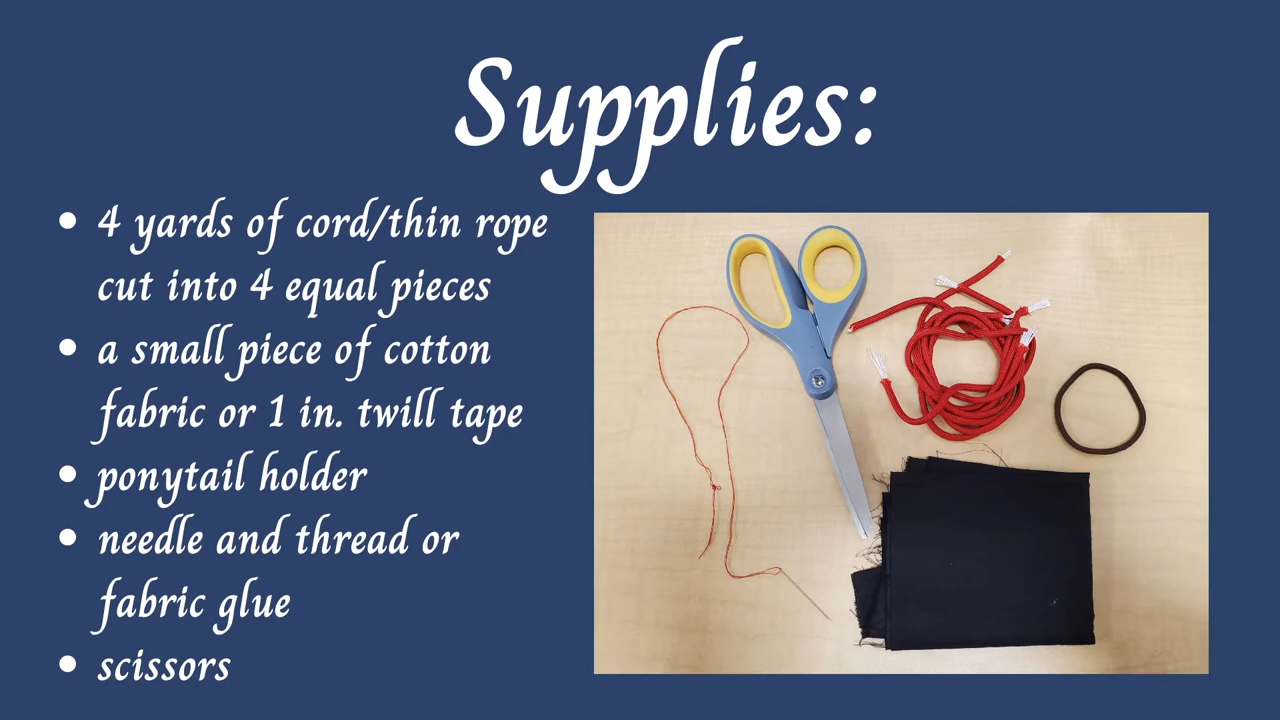 Supplies:
• 4 yards of cord/thin rope
cut into 4 equal pieces
• a small piece of cotton
fabric or 1 in. twill tape
• ponytail holder
• needle and thread or
fabric glue
• scissors